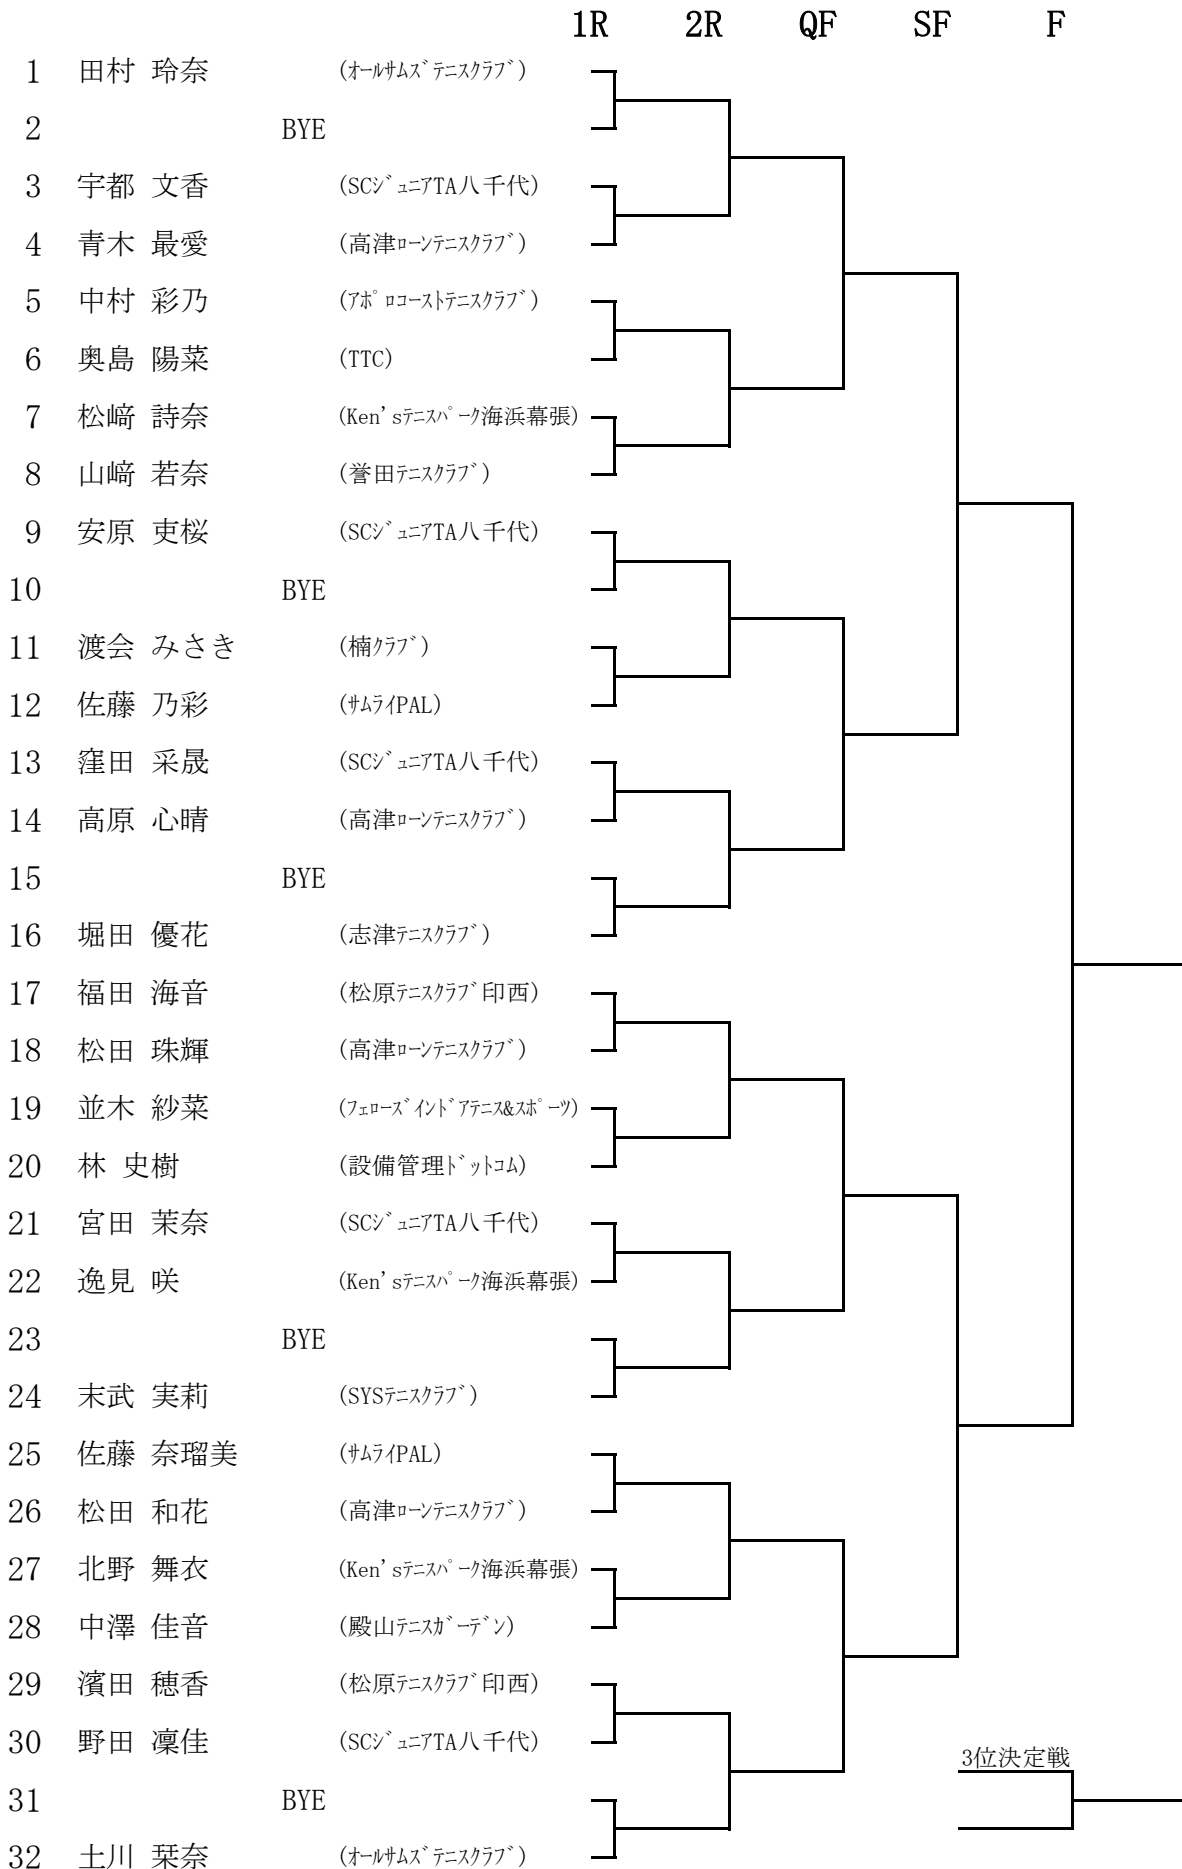 1R 2R QF SF F
1 田村 玲奈 (ｵｰﾙｻﾑｽﾞﾃﾆｽｸﾗﾌﾞ)
2 BYE
3 宇都 文香 (SCｼﾞｭﾆｱTA八千代)
4 青木 最愛 (高津ﾛｰﾝﾃﾆｽｸﾗﾌﾞ)
5 中村 彩乃 (ｱﾎﾟﾛｺｰｽﾄﾃﾆｽｸﾗﾌﾞ)
6 奥島 陽菜 (TTC)
7 松﨑 詩奈 (Ken'sﾃﾆｽﾊﾟｰｸ海浜幕張)
8 山﨑 若奈 (誉田ﾃﾆｽｸﾗﾌﾞ)
9 安原 吏桜 (SCｼﾞｭﾆｱTA八千代)
10 BYE
11 渡会 みさき (楠ｸﾗﾌﾞ)
12 佐藤 乃彩 (ｻﾑﾗｲPAL)
13 窪田 采晟 (SCｼﾞｭﾆｱTA八千代)
14 高原 心晴 (高津ﾛｰﾝﾃﾆｽｸﾗﾌﾞ)
15 BYE
16 堀田 優花 (志津ﾃﾆｽｸﾗﾌﾞ)
17 福田 海音 (松原ﾃﾆｽｸﾗﾌﾞ印西)
18 松田 珠輝 (高津ﾛｰﾝﾃﾆｽｸﾗﾌﾞ)
19 並木 紗菜 (ﾌｪﾛｰｽﾞｲﾝﾄﾞｱﾃﾆｽ&ｽﾎﾟｰﾂ)
20 林 史樹 (設備管理ﾄﾞｯﾄｺﾑ)
21 宮田 茉奈 (SCｼﾞｭﾆｱTA八千代)
22 逸見 咲 (Ken'sﾃﾆｽﾊﾟｰｸ海浜幕張)
23 BYE
24 末武 実莉 (SYSﾃﾆｽｸﾗﾌﾞ)
25 佐藤 奈瑠美 (ｻﾑﾗｲPAL)
26 松田 和花 (高津ﾛｰﾝﾃﾆｽｸﾗﾌﾞ)
27 北野 舞衣 (Ken'sﾃﾆｽﾊﾟｰｸ海浜幕張)
28 中澤 佳音 (殿山ﾃﾆｽｶﾞｰﾃﾞﾝ)
29 濱田 穂香 (松原ﾃﾆｽｸﾗﾌﾞ印西)
30 野田 凜佳 (SCｼﾞｭﾆｱTA八千代)
3位決定戦
31 BYE
32 土川 栞奈 (ｵｰﾙｻﾑｽﾞﾃﾆｽｸﾗﾌﾞ)